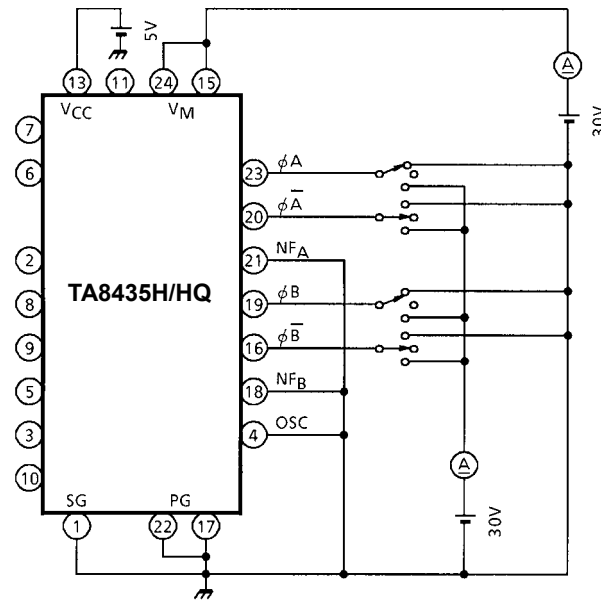 5V
13
11
24
15
A
VCC
VM
30V
7
6
23
φA
20
φA̅
2
21
NFA
TA8435H/HQ
8
19
φB
9
16
φB̅
5
18
NFB
3
4
OSC
10
A
SG
PG
1
22
17
30V